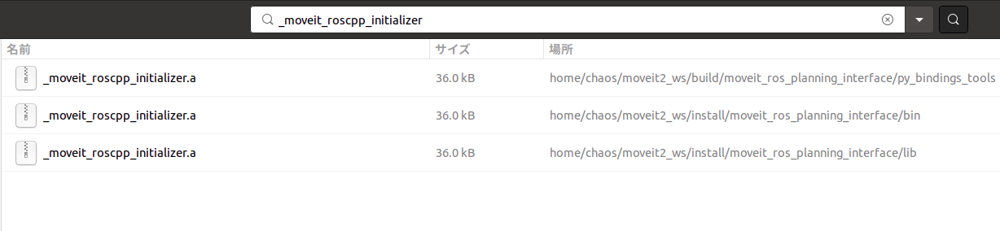 _moveit_roscpp_initializer
名前 サイズ 場所
_moveit_roscpp_initializer.a 36.0 kB home/chaos/moveit2_ws/build/moveit_ros_planning_interface/py_bindings_tools
_moveit_roscpp_initializer.a 36.0 kB home/chaos/moveit2_ws/install/moveit_ros_planning_interface/bin
_moveit_roscpp_initializer.a 36.0 kB home/chaos/moveit2_ws/install/moveit_ros_planning_interface/lib